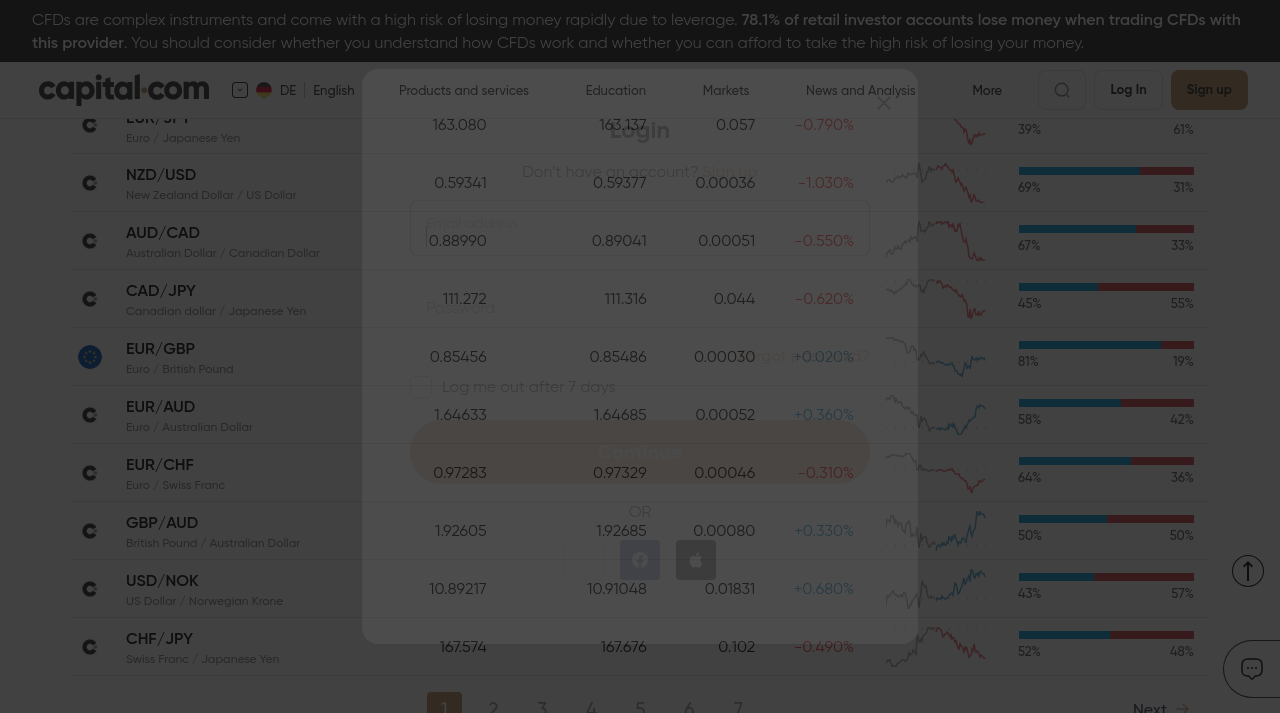 CFDs are complex instruments and come with a high risk of losing money rapidly due to leverage. 78.1% of retail investor accounts lose money when trading CFDs with
this provider. You should consider whether you understand how CFDs work and whether you can afford to take the high risk of losing your money.
capital.com DE English Products and services Education Markets News and Analysis More Log In Sign up
EUR/JPY 163.080 163.137 0.057 -0.790% 39% 61%
Euro / Japanese Yen
Login
Don't have an account? Sign up
NZD/USD 0.59341 0.59377 0.00036 -1.030% 69% 31%
New Zealand Dollar / US Dollar
Email address
AUD/CAD 0.88990 0.89041 0.00051 -0.550% 67% 33%
Australian Dollar / Canadian Dollar
CAD/JPY 111.272 111.316 0.044 -0.620% 45% 55%
Canadian dollar / Japanese Yen
Password
EUR/GBP 0.85456 0.85486 0.00030 +0.020% 81% 19%
Euro / British Pound
Log me out after 7 days
EUR/AUD 1.64633 1.64685 0.00052 +0.360% 58% 42%
Euro / Australian Dollar
Continue
EUR/CHF 0.97283 0.97329 0.00046 -0.310% 64% 36%
Euro / Swiss Franc
OR
GBP/AUD 1.92605 1.92685 0.00080 +0.330% 50% 50%
British Pound / Australian Dollar
USD/NOK 10.89217 10.91048 0.01831 +0.680% 43% 57%
US Dollar / Norwegian Krone
CHF/JPY 167.574 167.676 0.102 -0.490% 52% 48%
Swiss Franc / Japanese Yen
1 2 3 4 5 6 7 Next